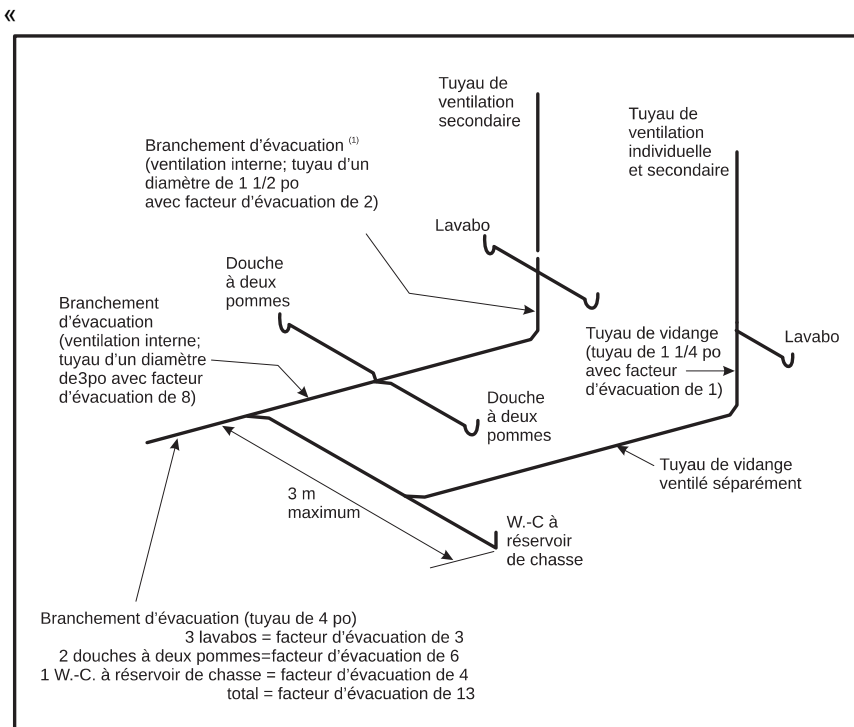 «
Tuyau de
ventilation
secondaire
Tuyau de
ventilation
individuelle
et secondaire
Branchement d'évacuation (1)
(ventilation interne; tuyau d'un
diamètre de 1 1/2 po
avec facteur d'évacuation de 2)
Lavabo
Douche
à deux
pommes
Branchement
d'évacuation
(ventilation interne;
tuyau d'un diamètre
de3po avec facteur
d'évacuation de 8)
Tuyau de vidange
(tuyau de 1 1/4 po
avec facteur
d'évacuation de 1)
Lavabo
Douche
à deux
pommes
Tuyau de vidange
ventilé séparément
3 m
maximum
W.-C à
réservoir
de chasse
Branchement d'évacuation (tuyau de 4 po)
3 lavabos = facteur d'évacuation de 3
2 douches à deux pommes=facteur d'évacuation de 6
1 W.-C. à réservoir de chasse = facteur d'évacuation de 4
total = facteur d'évacuation de 13